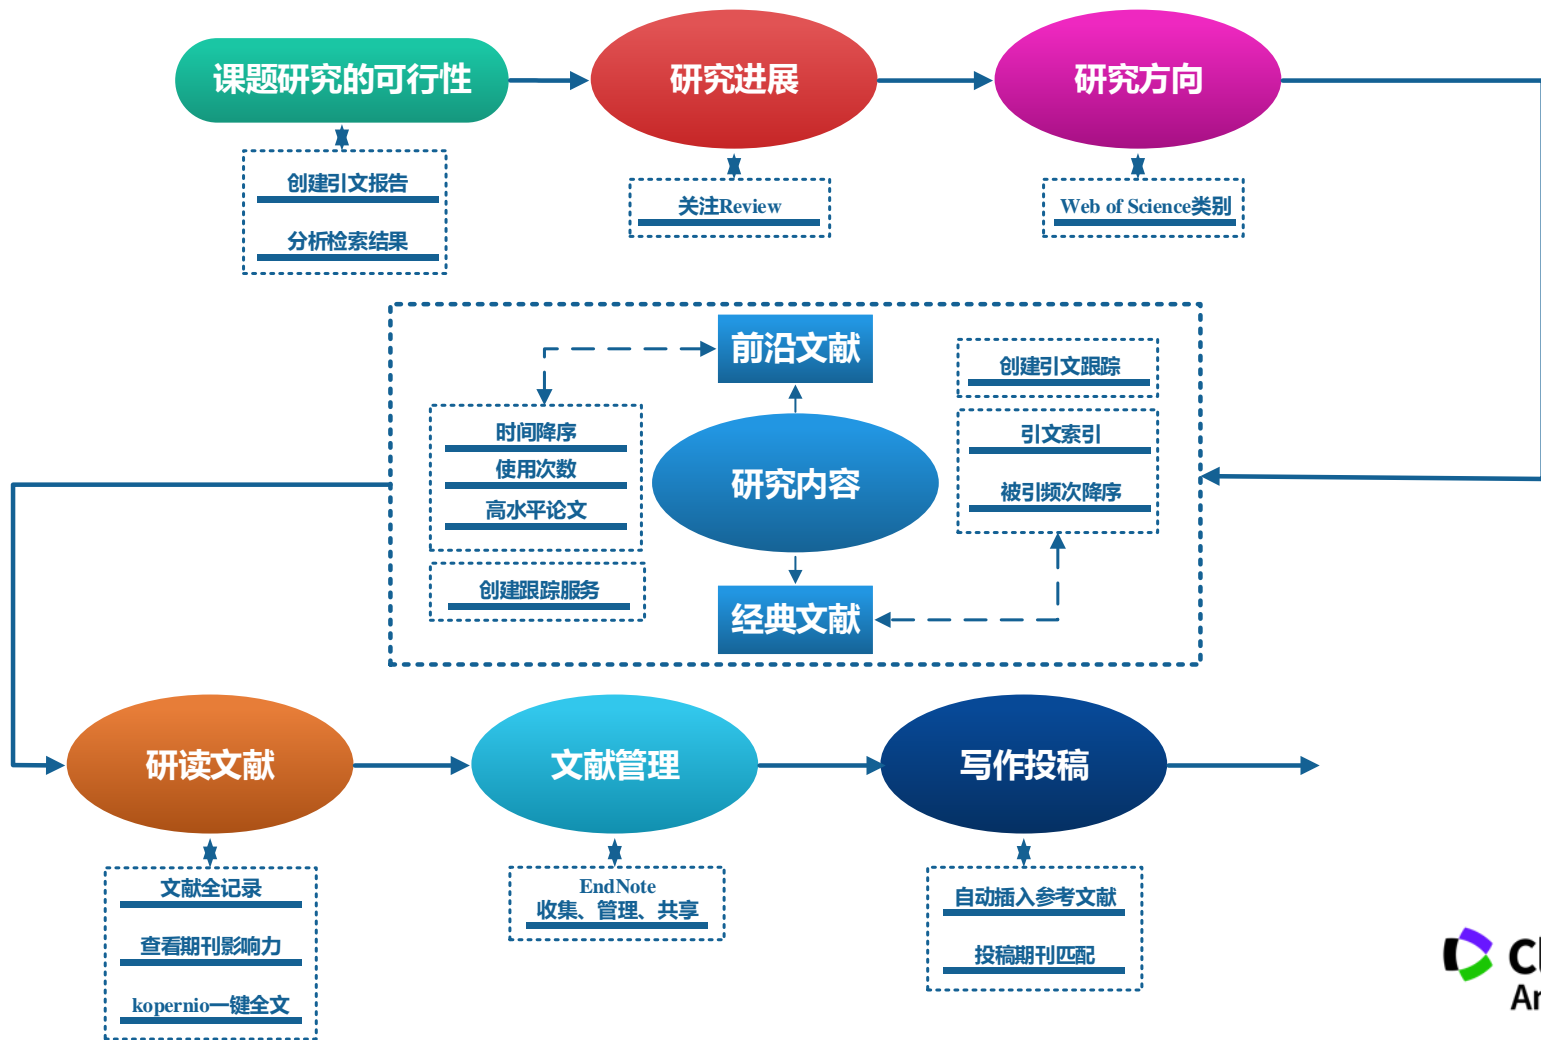 课题研究的可行性
研究进展
研究方向
创建引文报告
分析检索结果
关注Review
Web of Science类别
前沿文献
创建引文跟踪
时间降序
使用次数
高水平论文
研究内容
引文索引
被引频次降序
创建跟踪服务
经典文献
研读文献
文献管理
写作投稿
文献全记录
查看期刊影响力
kopernio一键全文
EndNote
收集、管理、共享
自动插入参考文献
投稿期刊匹配